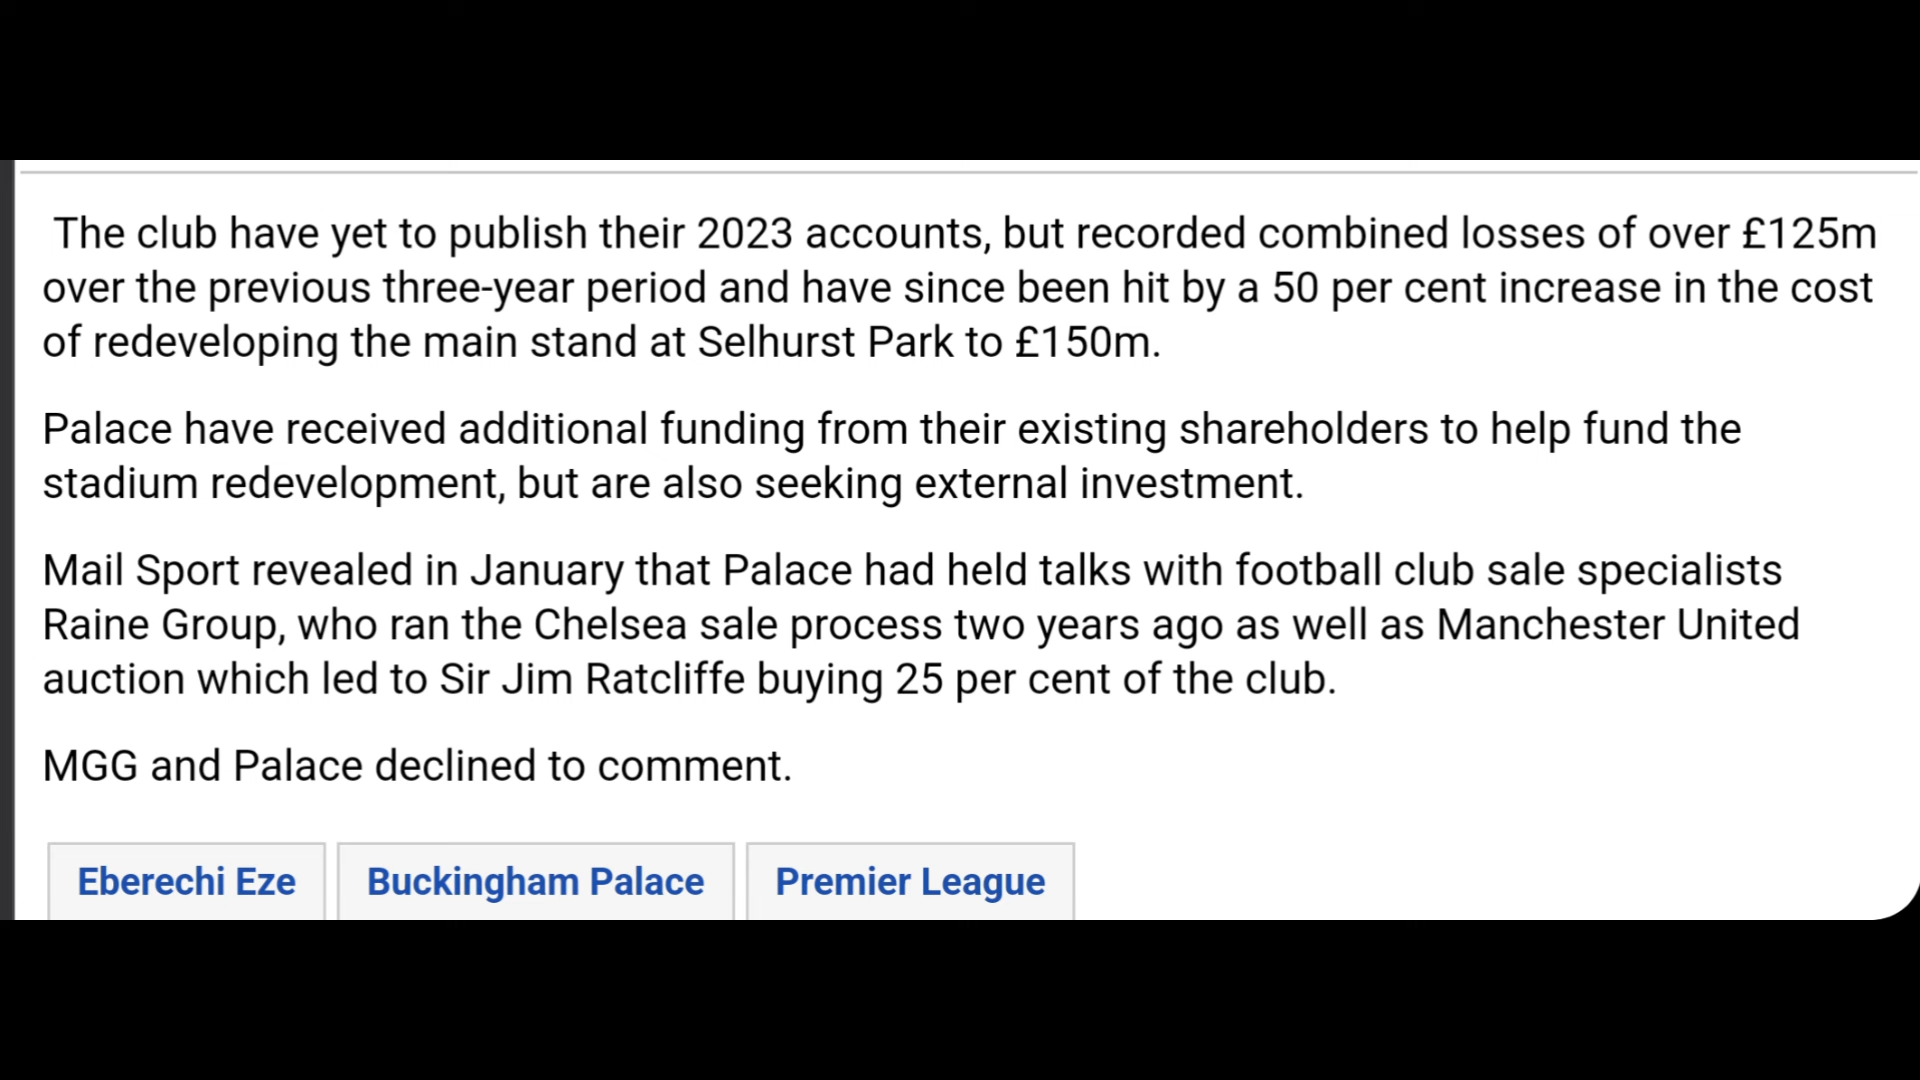 The club have yet to publish their 2023 accounts, but recorded combined losses of over £125m
over the previous three-year period and have since been hit by a 50 per cent increase in the cost
of redeveloping the main stand at Selhurst Park to £150m.
Palace have received additional funding from their existing shareholders to help fund the
stadium redevelopment, but are also seeking external investment.
Mail Sport revealed in January that Palace had held talks with football club sale specialists
Raine Group, who ran the Chelsea sale process two years ago as well as Manchester United
auction which led to Sir Jim Ratcliffe buying 25 per cent of the club.
MGG and Palace declined to comment.
Eberechi Eze Buckingham Palace Premier League